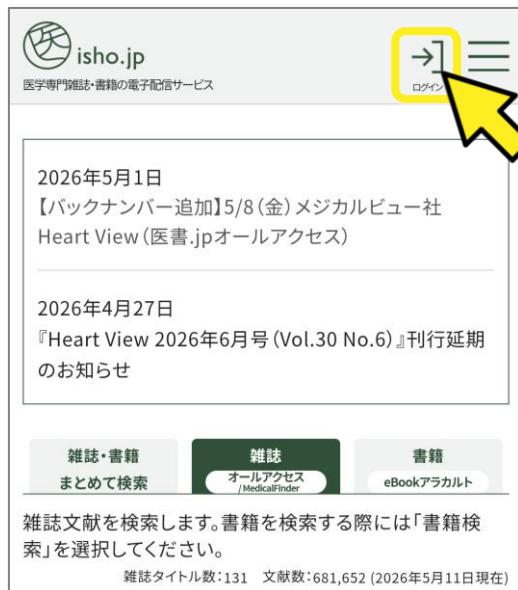 医 isho.jp
医学専門雑誌・書籍の電子配信サービス
ログイン
2026年5月1日
【バックナンバー追加】5/8(金)メジカルビュー社
Heart View(医書.jpオールアクセス)
2026年4月27日
『Heart View 2026年6月号(Vol.30 No.6)』刊行延期
のお知らせ
雑誌・書籍
まとめて検索
雑誌
オールアクセス
/MedicalFinder
書籍
eBookアラカルト
雑誌文献を検索します。書籍を検索する際には「書籍検
索」を選択してください。
雑誌タイトル数:131 文献数:681,652 (2026年5月11日現在)